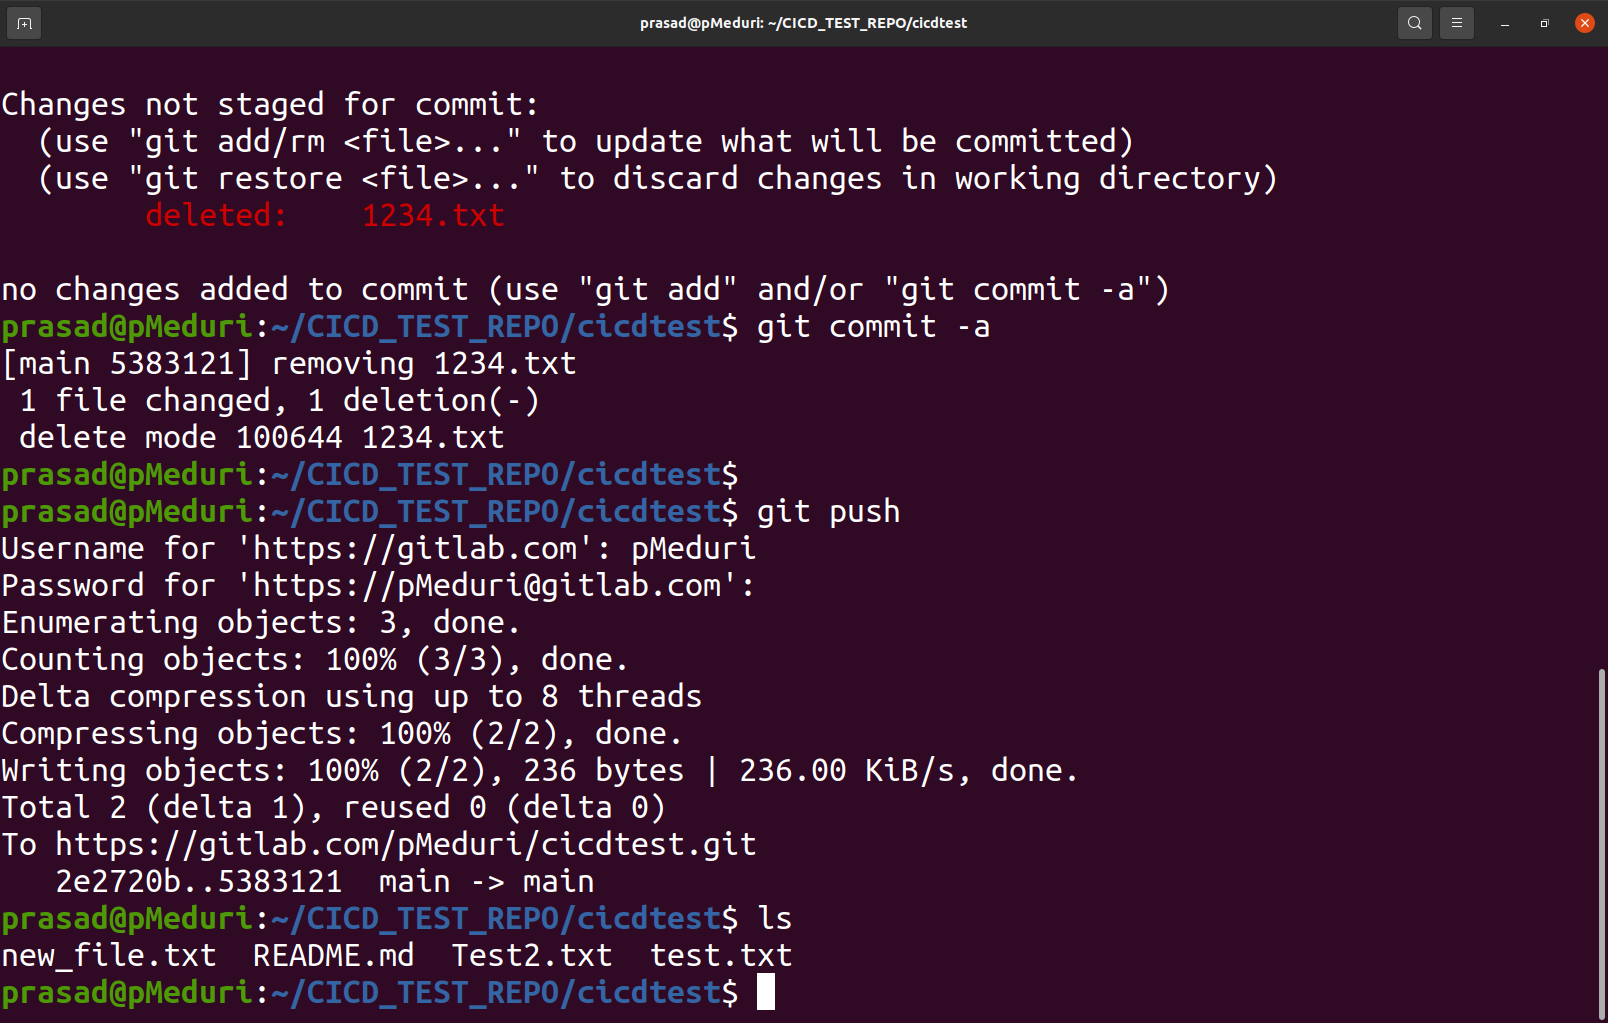 prasad@pMeduri: ~/CICD_TEST_REPO/cicdtest
Changes not staged for commit:
  (use "git add/rm <file>..." to update what will be committed)
  (use "git restore <file>..." to discard changes in working directory)
        deleted:    1234.txt
no changes added to commit (use "git add" and/or "git commit -a")
prasad@pMeduri:~/CICD_TEST_REPO/cicdtest$ git commit -a
[main 5383121] removing 1234.txt
 1 file changed, 1 deletion(-)
 delete mode 100644 1234.txt
prasad@pMeduri:~/CICD_TEST_REPO/cicdtest$
prasad@pMeduri:~/CICD_TEST_REPO/cicdtest$ git push
Username for 'https://gitlab.com': pMeduri
Password for 'https://pMeduri@gitlab.com':
Enumerating objects: 3, done.
Counting objects: 100% (3/3), done.
Delta compression using up to 8 threads
Compressing objects: 100% (2/2), done.
Writing objects: 100% (2/2), 236 bytes | 236.00 KiB/s, done.
Total 2 (delta 1), reused 0 (delta 0)
To https://gitlab.com/pMeduri/cicdtest.git
   2e2720b..5383121  main -> main
prasad@pMeduri:~/CICD_TEST_REPO/cicdtest$ ls
new_file.txt  README.md  Test2.txt  test.txt
prasad@pMeduri:~/CICD_TEST_REPO/cicdtest$